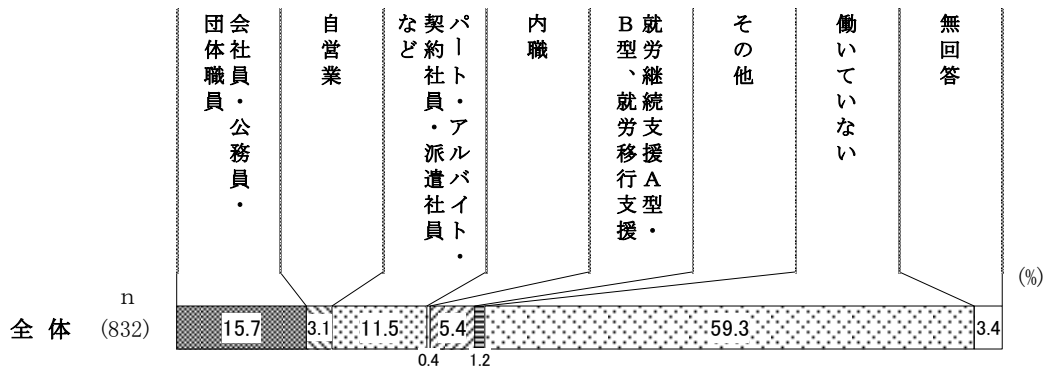 会社員・公務員・
団体職員
自営業
パート・アルバイト・
契約社員・派遣社員
など
内職
就労継続支援Ａ型・
Ｂ型、就労移行支援
その他
働いていない
無回答
(%)
n
全 体 (832) 15.7 3.1 11.5 5.4 59.3 3.4
0.4 1.2